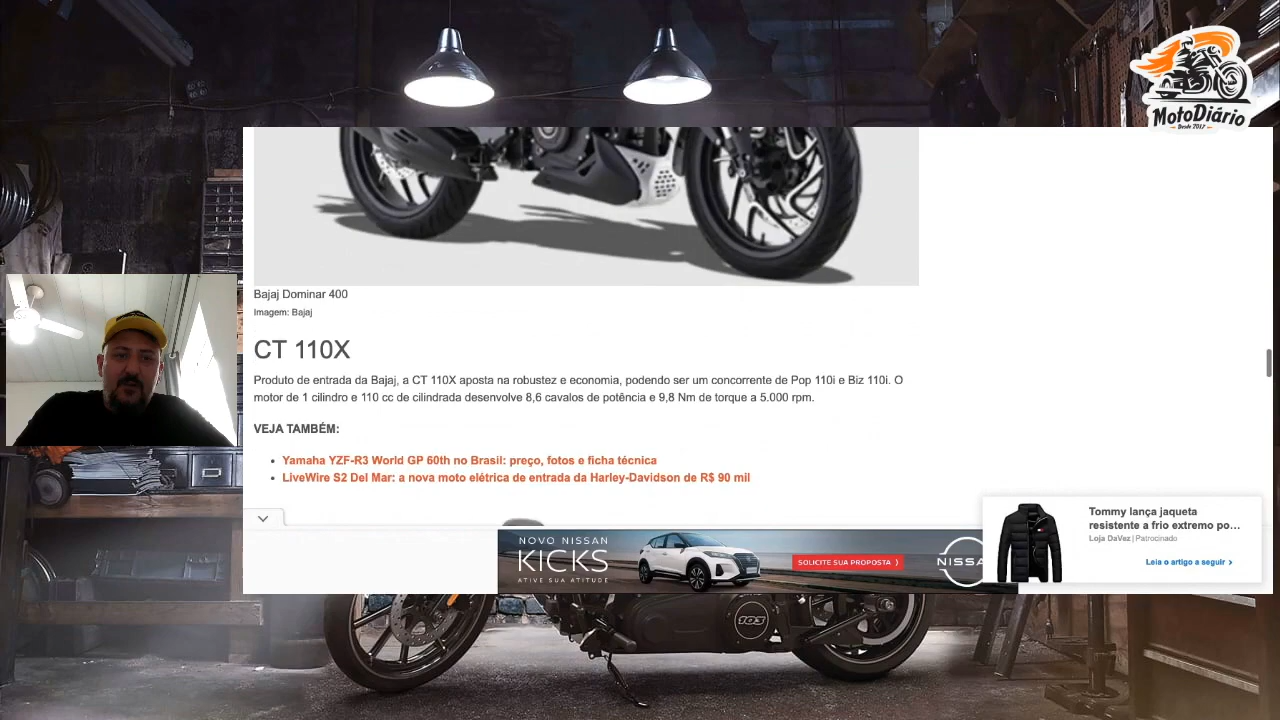 MotoDiário
Desde 2017
Bajaj Dominar 400
Imagem: Bajaj
CT 110X
Produto de entrada da Bajaj, a CT 110X aposta na robustez e economia, podendo ser um concorrente de Pop 110i e Biz 110i. O
motor de 1 cilindro e 110 cc de cilindrada desenvolve 8,6 cavalos de potência e 9,8 Nm de torque a 5.000 rpm.
VEJA TAMBÉM:
Yamaha YZF-R3 World GP 60th no Brasil: preço, fotos e ficha técnica
LiveWire S2 Del Mar: a nova moto elétrica de entrada da Harley-Davidson de R$ 90 mil
NOVO NISSAN
KICKS
ATIVE SUA ATITUDE
SOLICITE SUA PROPOSTA
NISSA
Tommy lança jaqueta
resistente a frio extremo po...
Loja DaVez | Patrocinado
Leia o artigo a seguir
103